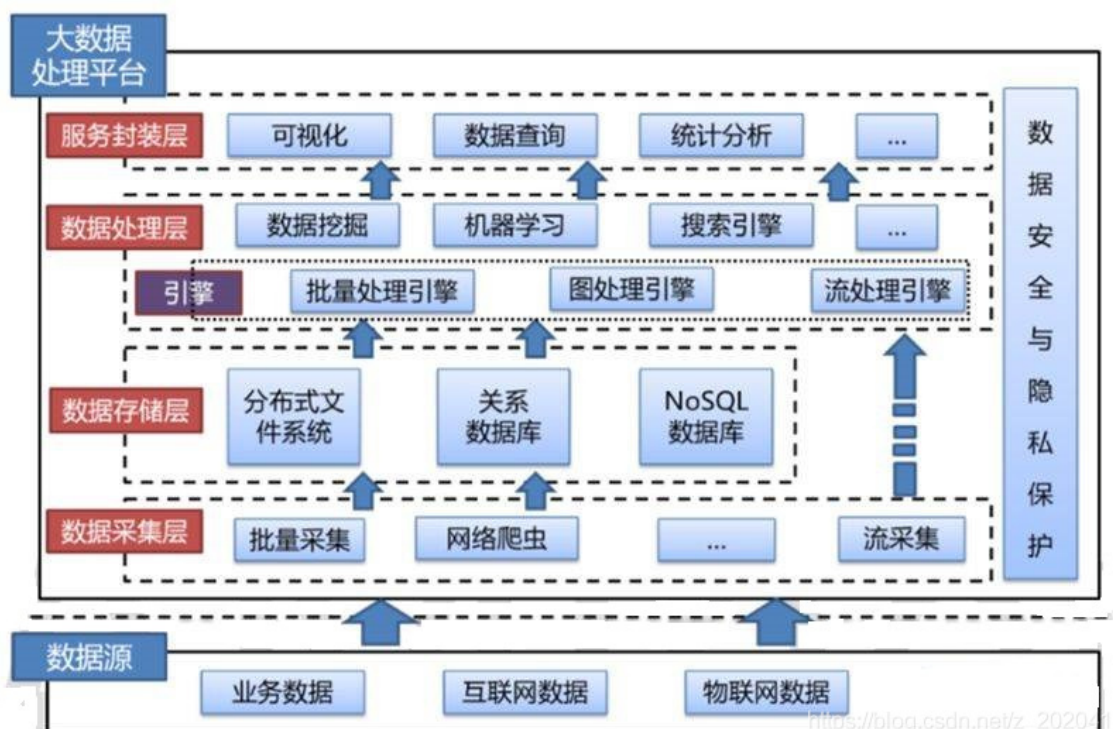 大数据
处理平台
服务封装层
可视化
数据查询
统计分析
...
数据处理层
数据挖掘
机器学习
搜索引擎
...
引擎
批量处理引擎
图处理引擎
流处理引擎
数据存储层
分布式文
件系统
关系
数据库
NoSQL
数据库
数据采集层
批量采集
网络爬虫
...
流采集
数据安全与隐私保护
数据源
业务数据
互联网数据
物联网数据
https://blog.csdn.net/z_202041